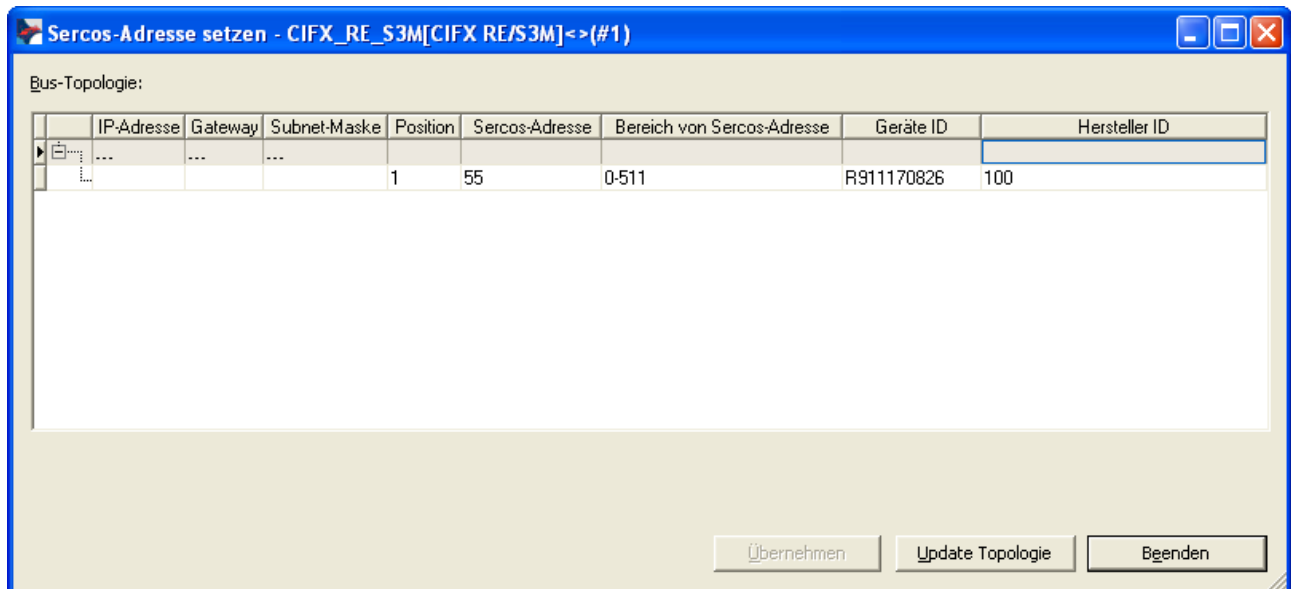 Sercos-Adresse setzen - CIFX_RE_S3M[CIFX RE/S3M]<>(#1)
Bus-Topologie:
IP-Adresse Gateway Subnet-Maske Position Sercos-Adresse Bereich von Sercos-Adresse Geräte ID Hersteller ID
... ... ...
1 55 0-511 R911170826 100
Übernehmen Update Topologie Beenden